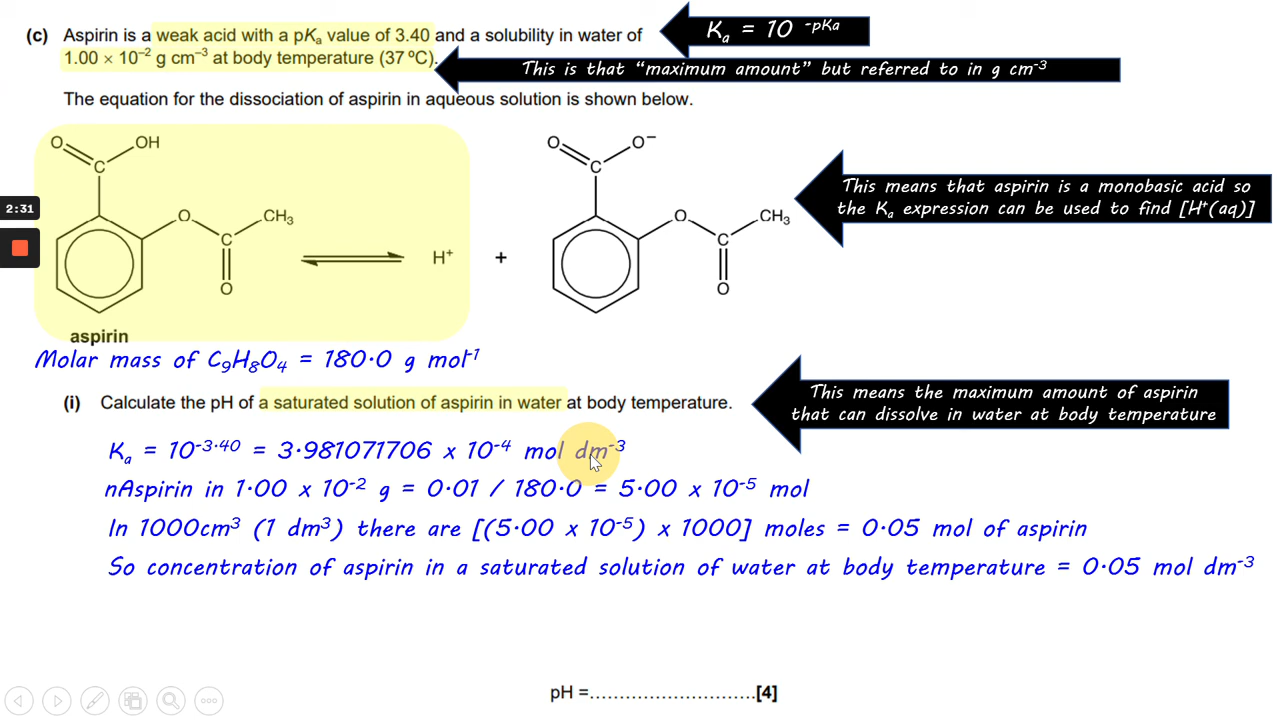 (c) Aspirin is a weak acid with a pKₐ value of 3.40 and a solubility in water of
1.00 × 10⁻² g cm⁻³ at body temperature (37 ºC).
Kₐ = 10 ⁻ᵖᴷᵃ
This is that “maximum amount” but referred to in g cm⁻³
The equation for the dissociation of aspirin in aqueous solution is shown below.
O OH O O⁻
C C
This means that aspirin is a monobasic acid so
the Kₐ expression can be used to find [H⁺(aq)]
2:31
O CH₃ O CH₃
C H⁺ + C
O O
aspirin
Molar mass of C₉H₈O₄ = 180.0 g mol⁻¹
This means the maximum amount of aspirin
that can dissolve in water at body temperature
(i) Calculate the pH of a saturated solution of aspirin in water at body temperature.
Kₐ = 10⁻³·⁴⁰ = 3.981071706 x 10⁻⁴ mol dm⁻³
nAspirin in 1.00 x 10⁻² g = 0.01 / 180.0 = 5.00 x 10⁻⁵ mol
In 1000cm³ (1 dm³) there are [(5.00 x 10⁻⁵) x 1000] moles = 0.05 mol of aspirin
So concentration of aspirin in a saturated solution of water at body temperature = 0.05 mol dm⁻³
pH =...........................[4]